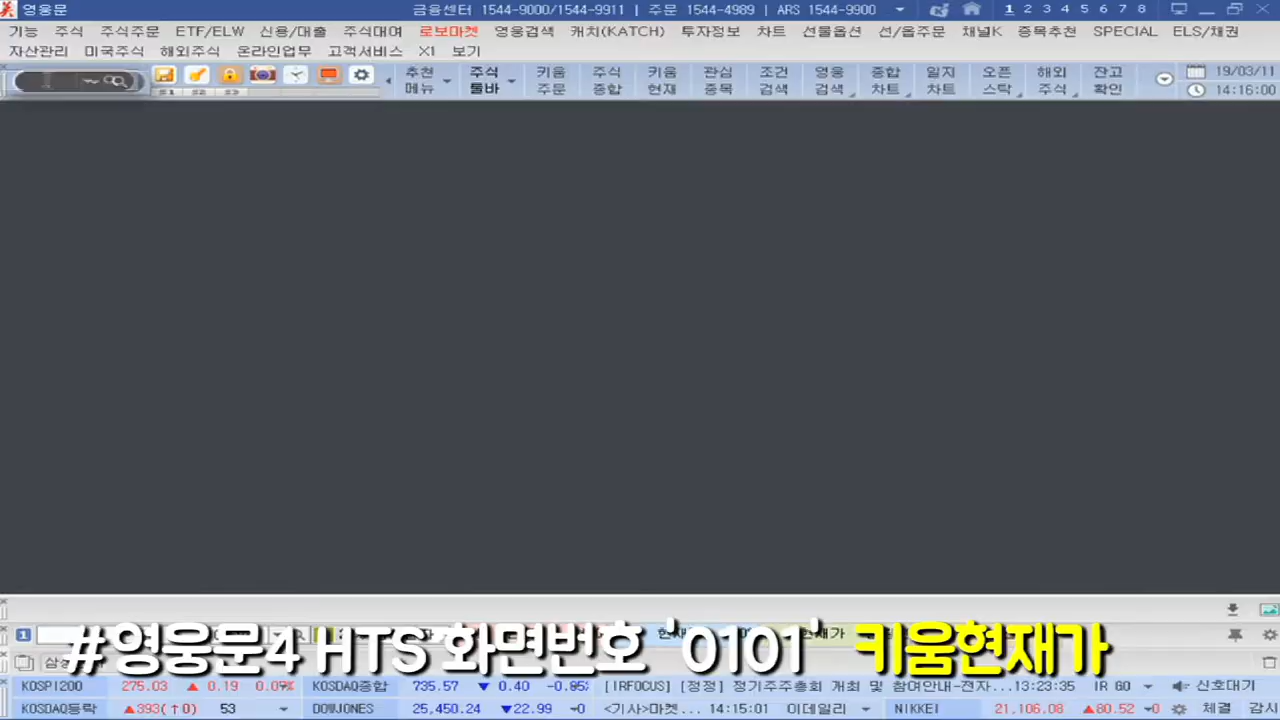 영웅문 금융센터 1544-9000/1544-9911 | 주문 1544-4989 | ARS 1544-9900 1 2 3 4 5 6 7 8
기능 주식 주식주문 ETF/ELW 신용/대출 주식대여 로보마켓 영웅검색 캐치(KATCH) 투자정보 차트 선물옵션 선/옵주문 채널K 종목추천 SPECIAL ELS/채권
자산관리 미국주식 해외주식 온라인업무 고객서비스 X1 보기
추천 주식 키움 주식 키움 관심 조건 영웅 종합 일지 오픈 해외 잔고 19/03/11
메뉴 툴바 주문 종합 현재 종목 검색 검색 차트 차트 스탁 주식 확인 14:16:00
1
#영웅문4 HTS 화면번호 '0101' 키움현재가
KOSPI200 275.03 ▲ 0.19 0.07% KOSDAQ종합 735.57 ▼ 0.40 [IRFOCUS] [정정] 정기주주총회 개최 및 참여안내-전자...13:23:35 IR GO 신호대기
KOSDAQ등락 ▲393(↑0) 53 DOWJONES 25,450.24 ▼22.99 -0 <기사>마켓... 14:15:01 이데일리 NIKKEI 21,106.08 ▲80.52 체결 감시